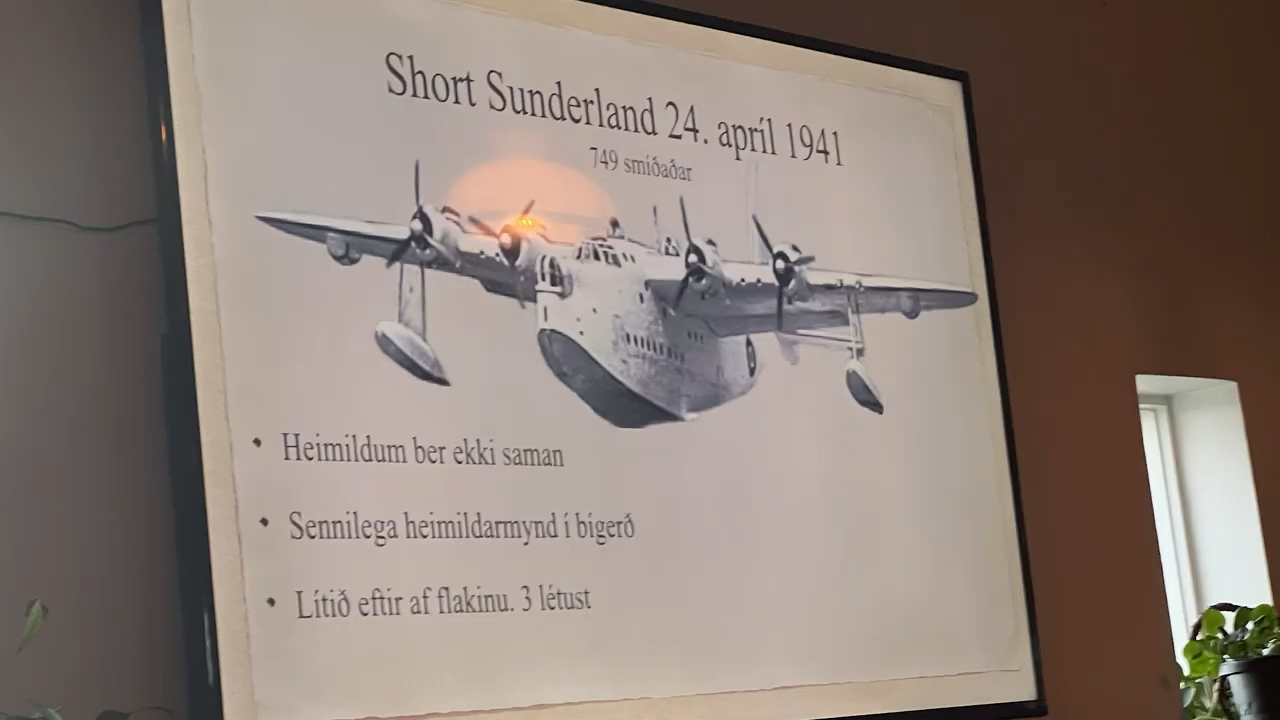 Short Sunderland 24. apríl 1941
749 smíðaðar
• Heimildum ber ekki saman
• Sennilega heimildarmynd í bígerð
• Lítið eftir af flakinu. 3 létust